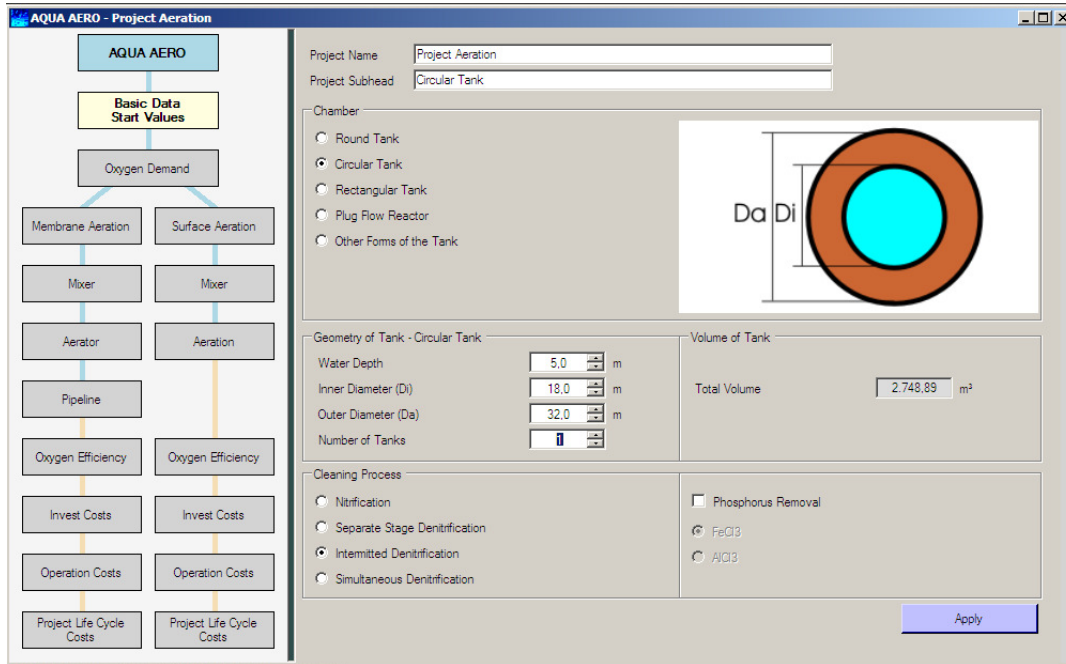 AQUA AERO - Project Aeration
AQUA AERO
Basic Data
Start Values
Oxygen Demand
Membrane Aeration
Surface Aeration
Mixer
Mixer
Aerator
Aeration
Pipeline
Oxygen Efficiency
Oxygen Efficiency
Invest Costs
Invest Costs
Operation Costs
Operation Costs
Project Life Cycle
Costs
Project Life Cycle
Costs
Project Name Project Aeration
Project Subhead Circular Tank
Chamber
Round Tank
Circular Tank
Rectangular Tank
Plug Flow Reactor
Other Forms of the Tank
Da Di
Geometry of Tank - Circular Tank
Water Depth 5,0 m
Inner Diameter (Di) 18,0 m
Outer Diameter (Da) 32,0 m
Number of Tanks 1
Volume of Tank
Total Volume 2.748,89 m³
Cleaning Process
Nitrification
Separate Stage Denitrification
Intermitted Denitrification
Simultaneous Denitrification
Phosphorus Removal
FeCl3
AlCl3
Apply